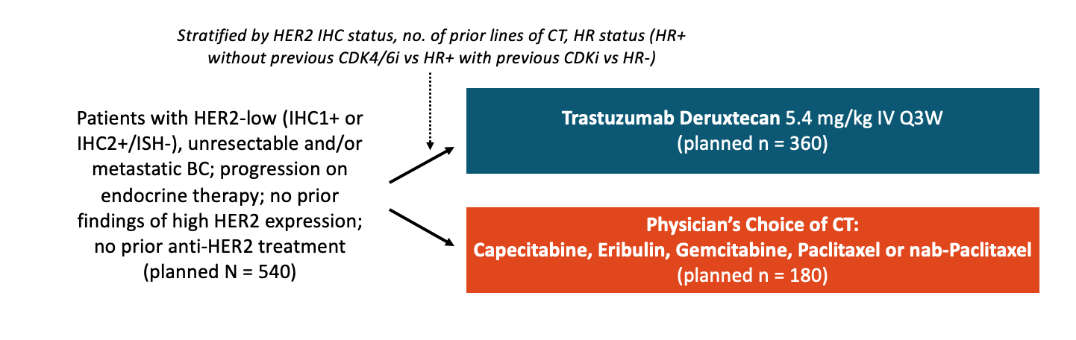 Stratified by HER2 IHC status, no. of prior lines of CT, HR status (HR+
without previous CDK4/6i vs HR+ with previous CDKi vs HR-)
Patients with HER2-low (IHC1+ or
IHC2+/ISH-), unresectable and/or
metastatic BC; progression on
endocrine therapy; no prior
findings of high HER2 expression;
no prior anti-HER2 treatment
(planned N = 540)
Trastuzumab Deruxtecan 5.4 mg/kg IV Q3W
(planned n = 360)
Physician’s Choice of CT:
Capecitabine, Eribulin, Gemcitabine, Paclitaxel or nab-Paclitaxel
(planned n = 180)